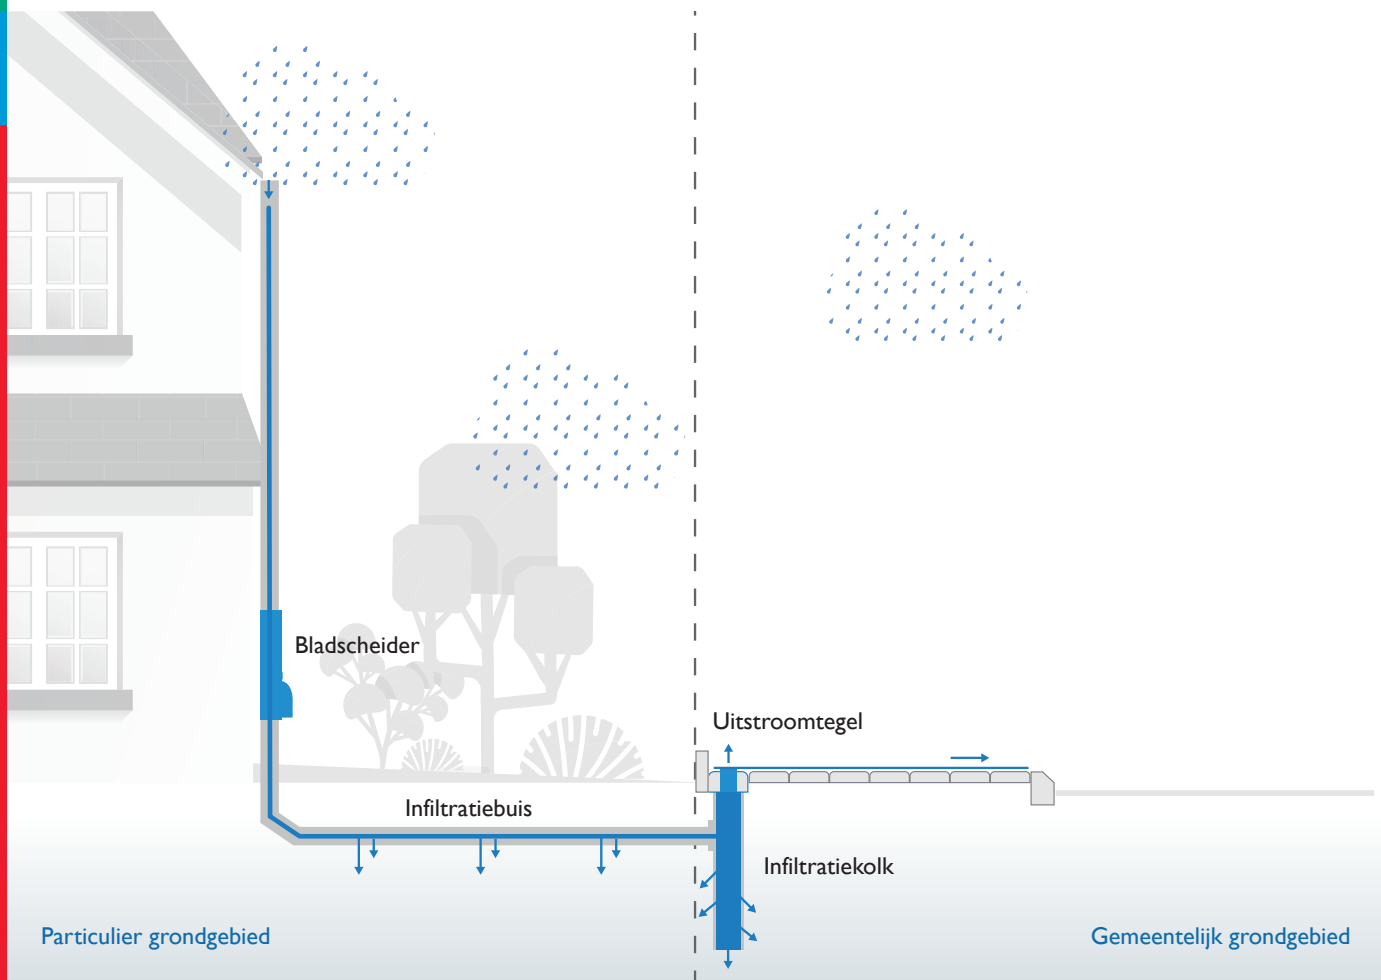 Bladscheider
Uitstroomtegel
Infiltratiebuis
Infiltratiekolk
Particulier grondgebied
Gemeentelijk grondgebied